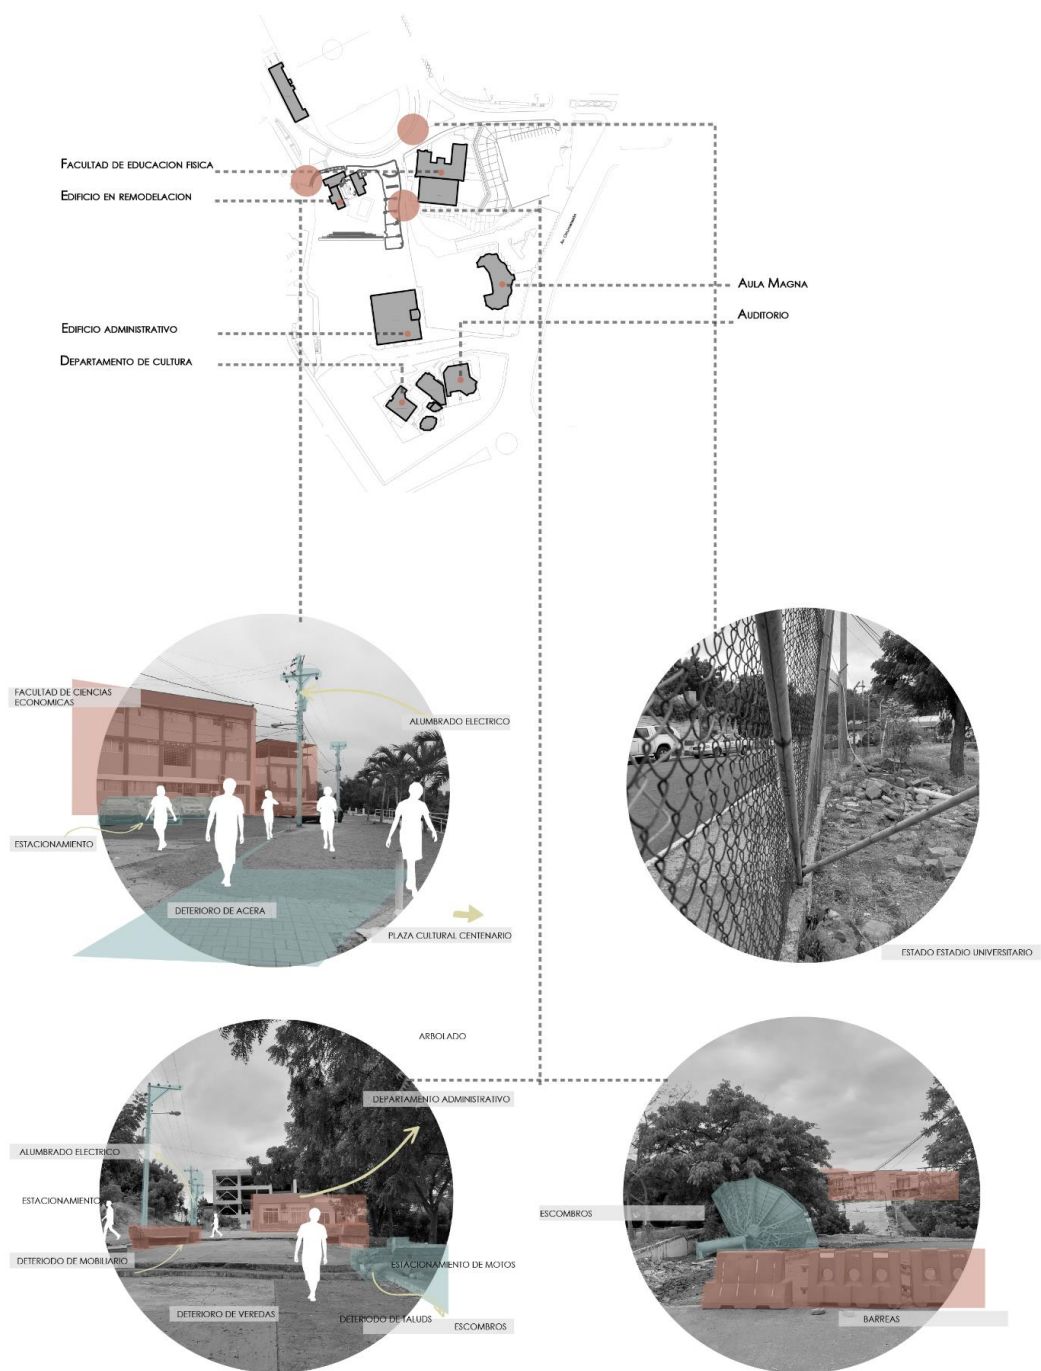 FACULTAD DE EDUCACION FISICA
EDIFICIO EN REMODELACION
AULA MAGNA
AUDITORIO
EDIFICIO ADMINISTRATIVO
DEPARTAMENTO DE CULTURA
FACULTAD DE CIENCIAS
ECONOMICAS
ALUMBRADO ELECTRICO
ESTACIONAMIENTO
DETERIORO DE ACERA
PLAZA CULTURAL CENTENARIO
ESTADO ESTADIO UNIVERSITARIO
ARBOLADO
DEPARTAMENTO ADMINISTRATIVO
ALUMBRADO ELECTRICO
ESTACIONAMIENTO
DETERIODO DE MOBILIARIO
ESTACIONAMIENTO DE MOTOS
DETERIORO DE VEREDAS
DETERIODO DE TALUDS
ESCOMBROS
ESCOMBROS
BARREAS